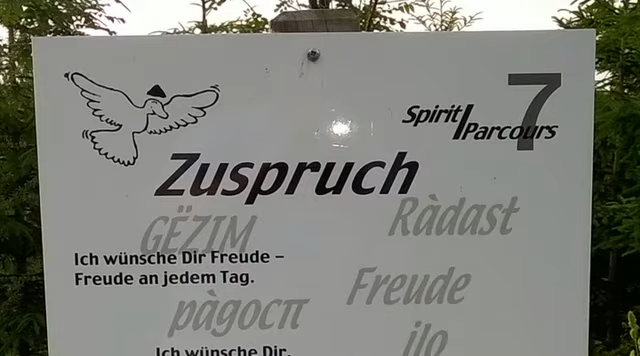 7
Spirit
Parcours
Zuspruch
GËZIM
Ràdast
Ich wünsche Dir Freude –
Freude an jedem Tag.
Freude
pàgocπ
ilo
Ich wünsche Dir,